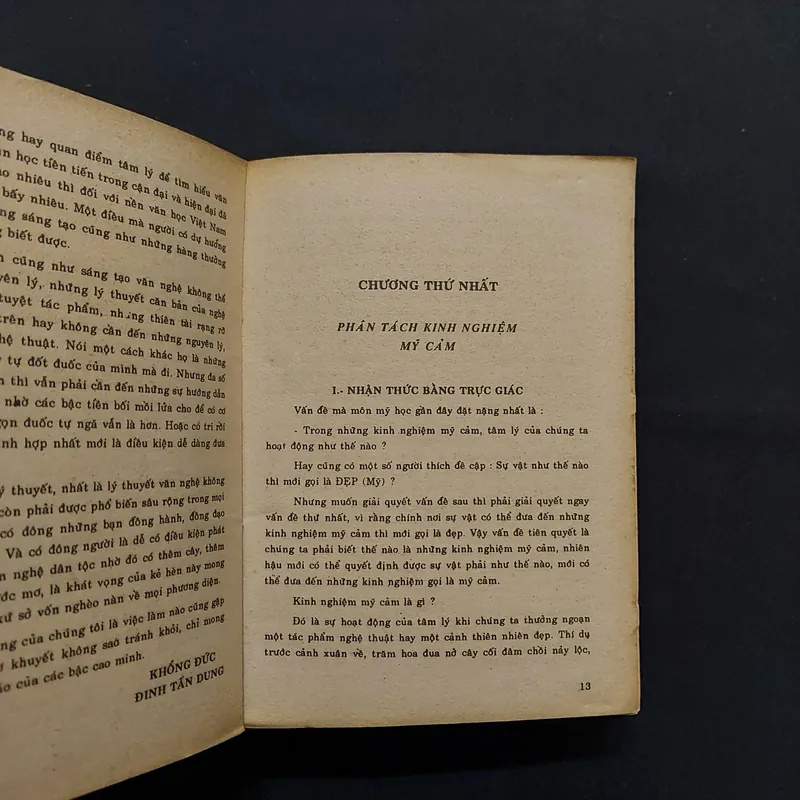 ng hay quan điểm tâm lý để tìm hiểu văn
n học tiền tiến trong cận đại và hiện đại đã
o nhiêu thì đối với nền văn học Việt Nam
bấy nhiêu. Một điều mà người có dự hưởng
ng sáng tạo cũng như những hàng thưởng
g biết được.
n cũng như sáng tạo văn nghệ không thể
yên lý, những lý thuyết căn bản của nghệ
tuyệt tác phẩm, những thiên tài rạng rõ
trên hay không cần đến những nguyên lý,
hệ thuật. Nói một cách khác họ là những
y tự đốt đuốc của mình mà đi. Nhưng đa số
n thì vẫn phải cần đến những sự hướng dẫn
nhờ các bậc tiền bối mồi lửa cho để có cơ
gọn đuốc tự ngã vẫn là hơn. Hoặc có tri rồi
ành hợp nhất mới là điều kiện dễ dàng đưa
ý thuyết, nhất là lý thuyết văn nghệ không
còn phải được phổ biến sâu rộng trong mọi
có đông những bạn đồng hành, đồng đạo
Và có đông người là dễ có điều kiện phát
n nghệ dân tộc nhờ đó có thêm cây, thêm
ớc mơ, là khát vọng của kẻ hèn này mong
xứ sở vốn nghèo nàn về mọi phương diện.
ng của chúng tôi là việc làm nào cũng gặp
ơ khuyết không sao tránh khỏi, chỉ mong
áo của các bậc cao minh.
KHỔNG ĐỨC
ĐINH TẤN DUNG
CHƯƠNG THỨ NHẤT
PHÂN TÁCH KINH NGHIỆM
MỸ CẢM
I.- NHẬN THỨC BẰNG TRỰC GIÁC
Vấn đề mà môn mỹ học gần đây đặt nặng nhất là :
- Trong những kinh nghiệm mỹ cảm, tâm lý của chúng ta
hoạt động như thế nào ?
Hay cũng có một số người thích đề cập : Sự vật như thế nào
thì mới gọi là ĐẸP (Mỹ) ?
Nhưng muốn giải quyết vấn đề sau thì phải giải quyết ngay
vấn đề thứ nhất, vì rằng chính nơi sự vật có thể đưa đến những
kinh nghiệm mỹ cảm thì mới gọi là đẹp. Vậy vấn đề tiên quyết là
chúng ta phải biết thế nào là những kinh nghiệm mỹ cảm, nhiên
hậu mới có thể quyết định được sự vật phải như thế nào, mới có
thể đưa đến những kinh nghiệm gọi là mỹ cảm.
Kinh nghiệm mỹ cảm là gì ?
Đó là sự hoạt động của tâm lý khi chúng ta thưởng ngoạn
một tác phẩm nghệ thuật hay một cảnh thiên nhiên đẹp. Thí dụ
trước cảnh xuân về, trăm hoa đua nở cây cối đâm chồi nảy lộc,
13